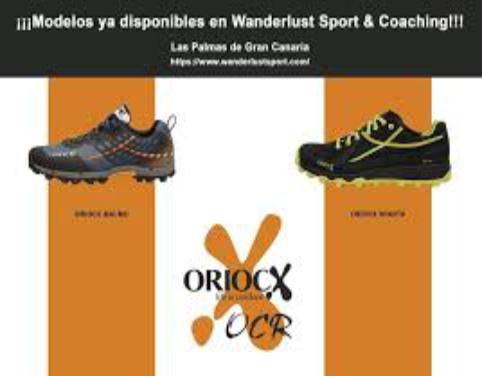 ¡¡¡Modelos ya disponibles en Wanderlust Sport & Coaching!!!
Las Palmas de Gran Canaria
https://www.wanderlustsport.com/
ORIOCX
OCR